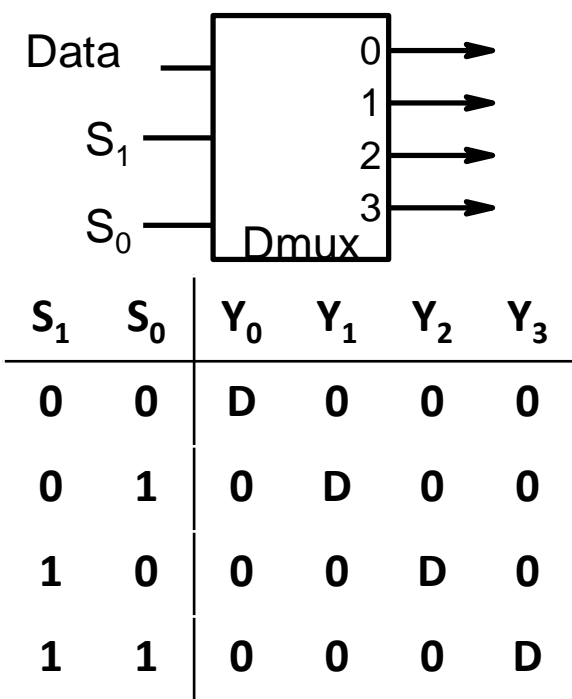 Data 0
1
S₁ 2
S₀ 3
Dmux
S₁ S₀ Y₀ Y₁ Y₂ Y₃
0 0 D 0 0 0
0 1 0 D 0 0
1 0 0 0 D 0
1 1 0 0 0 D